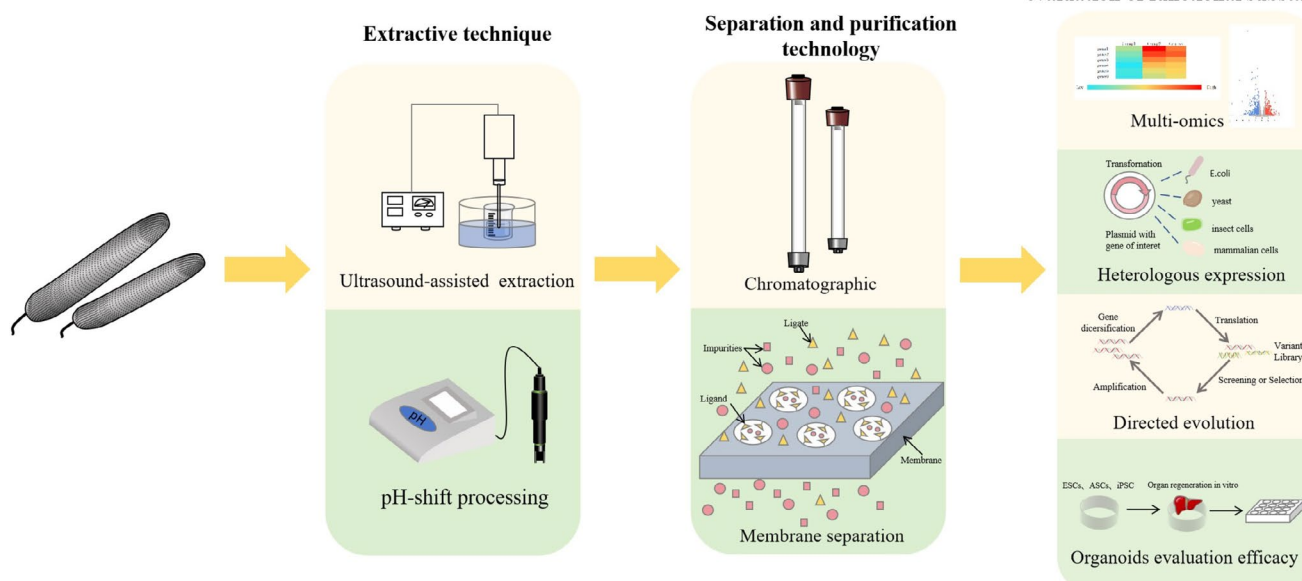 Extractive technique
Ultrasound-assisted extraction
pH
pH-shift processing
Separation and purification
technology
Chromatographic
Ligate
Impurities
Ligand
Membrane
Membrane separation
Multi-omics
Transfornation
E.coli
yeast
insect cells
mammalian cells
Plasmid with
gene of interet
Heterologous expression
Gene
dicersification
Translation
Variant
Library
Amplification
Screening or Selection
Directed evolution
ESCs、ASCs、iPSC
Organ regeneration in vitro
Organoids evaluation efficacy